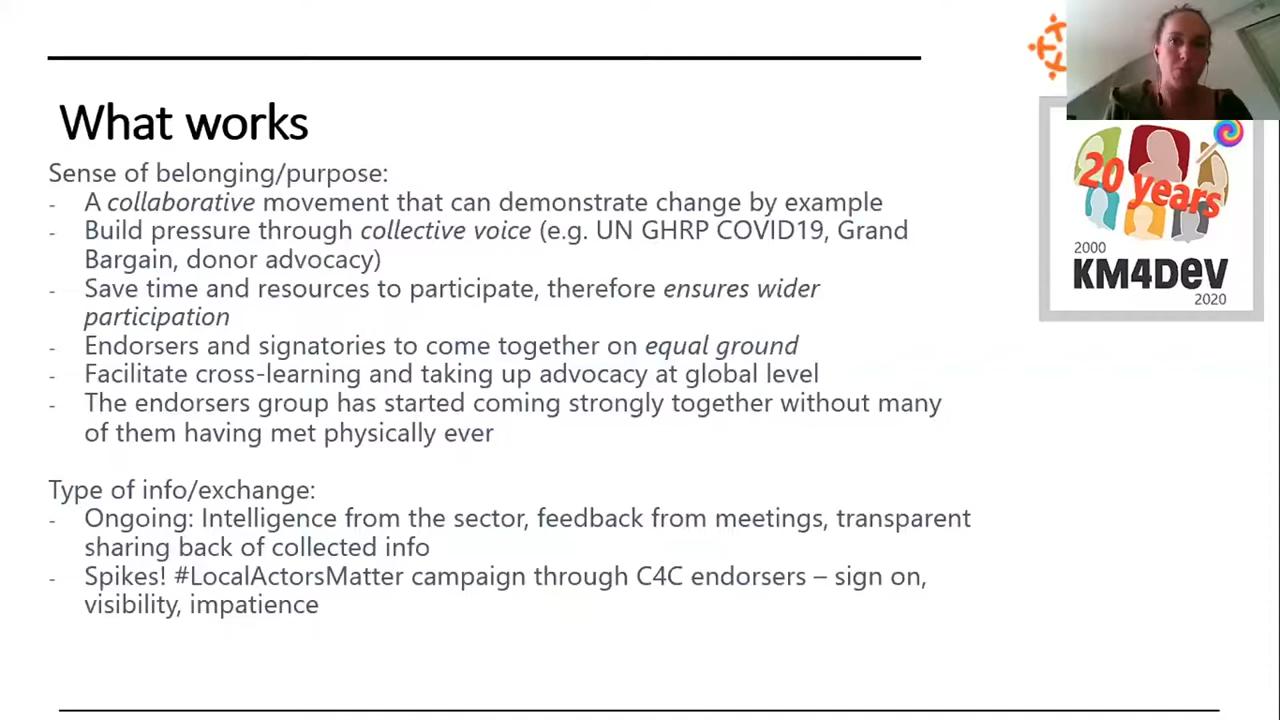 What works
Sense of belonging/purpose:
- A collaborative movement that can demonstrate change by example
- Build pressure through collective voice (e.g. UN GHRP COVID19, Grand
Bargain, donor advocacy)
- Save time and resources to participate, therefore ensures wider
participation
- Endorsers and signatories to come together on equal ground
- Facilitate cross-learning and taking up advocacy at global level
- The endorsers group has started coming strongly together without many
of them having met physically ever
Type of info/exchange:
- Ongoing: Intelligence from the sector, feedback from meetings, transparent
sharing back of collected info
- Spikes! #LocalActorsMatter campaign through C4C endorsers – sign on,
visibility, impatience
20 years
2000
KM4DEV
2020